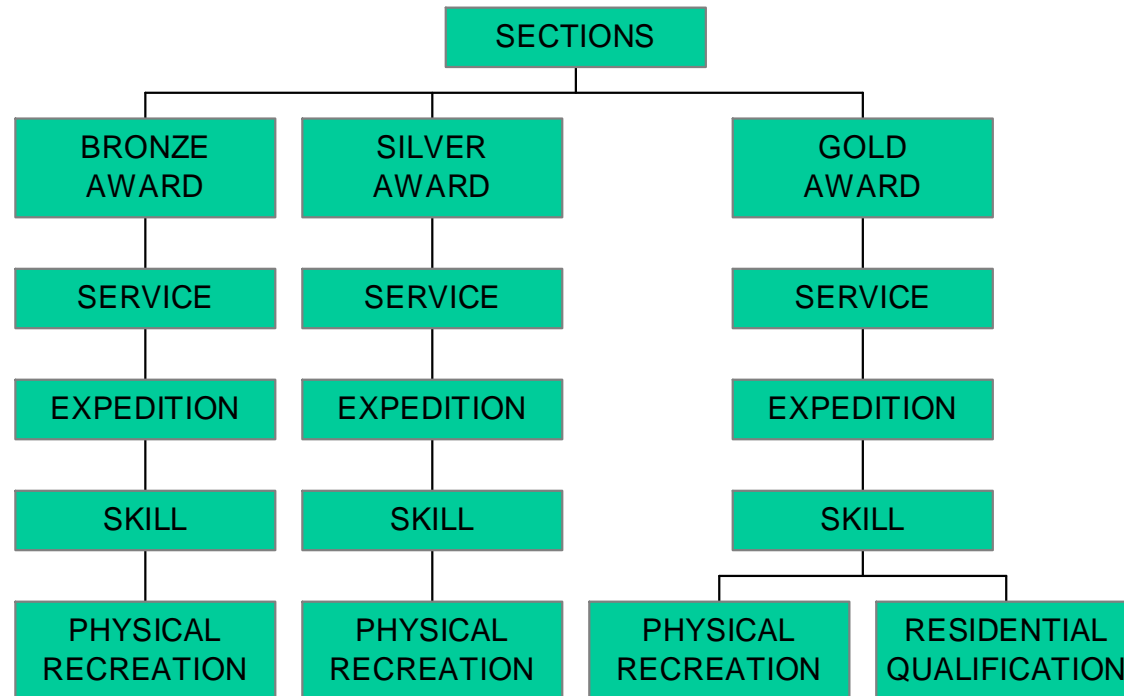 SECTIONS
BRONZE
AWARD
SILVER
AWARD
GOLD
AWARD
SERVICE
SERVICE
SERVICE
EXPEDITION
EXPEDITION
EXPEDITION
SKILL
SKILL
SKILL
PHYSICAL
RECREATION
PHYSICAL
RECREATION
PHYSICAL
RECREATION
RESIDENTIAL
QUALIFICATION